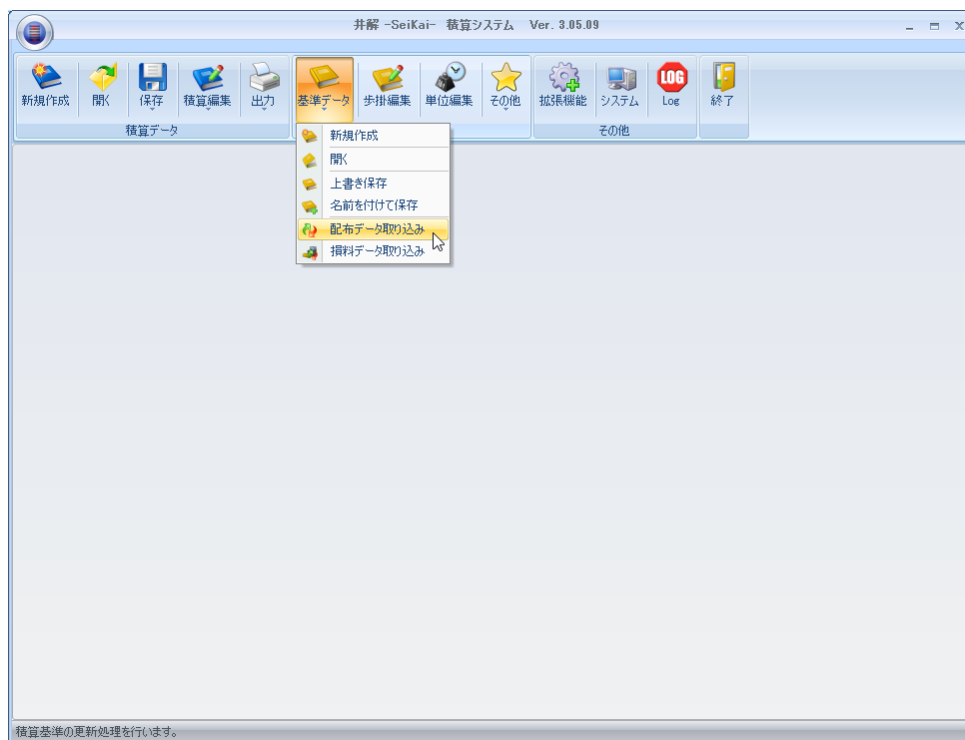 井解 -SeiKai- 積算システム Ver. 3.05.09
新規作成 開く 保存 積算編集 出力 基準データ 歩掛編集 単位編集 その他 拡張機能 システム Log 終了
LOG
積算データ その他
新規作成
開く
上書き保存
名前を付けて保存
配布データ取り込み
損料データ取り込み
積算基準の更新処理を行います。